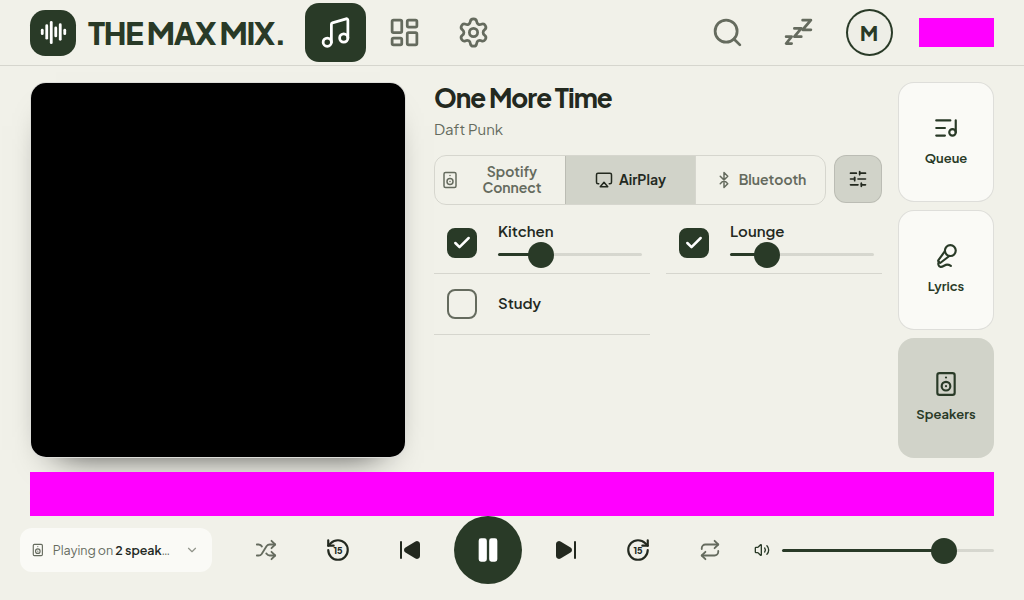 THE MAX MIX.
M
One More Time
Daft Punk
Spotify
Connect
AirPlay
Bluetooth
Kitchen
Lounge
Study
Queue
Lyrics
Speakers
Playing on 2 speak...
15
15